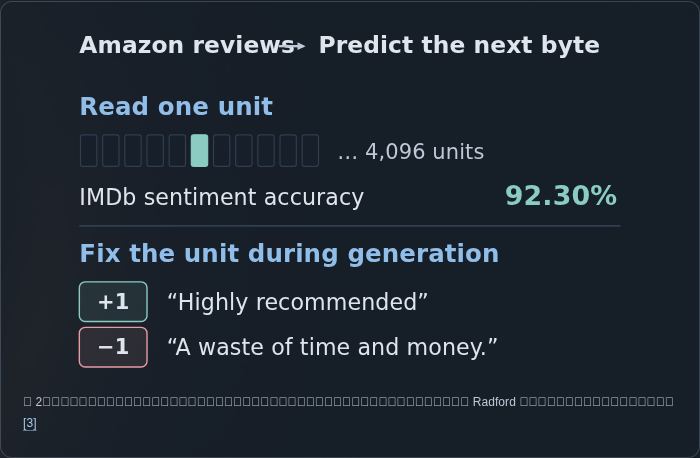 Amazon reviews → Predict the next byte
Read one unit
… 4,096 units
IMDb sentiment accuracy 92.30%
Fix the unit during generation
+1 “Highly recommended”
−1 “A waste of time and money.”
2 Radford
[3]